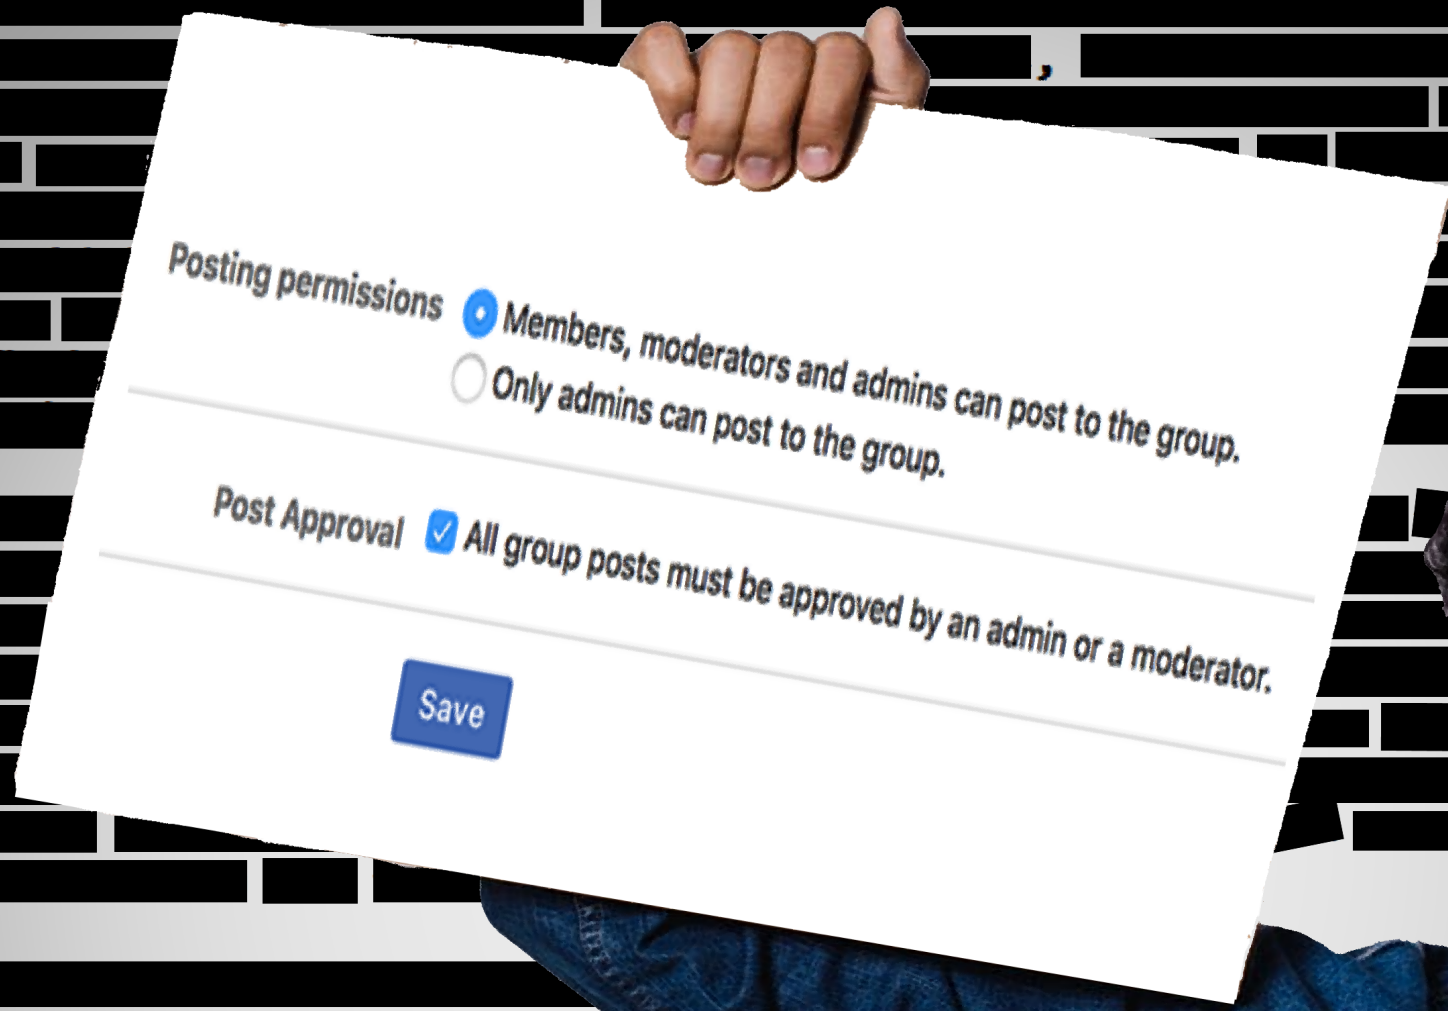 Posting permissions
Members, moderators and admins can post to the group.
Only admins can post to the group.
Post Approval
All group posts must be approved by an admin or a moderator.
Save